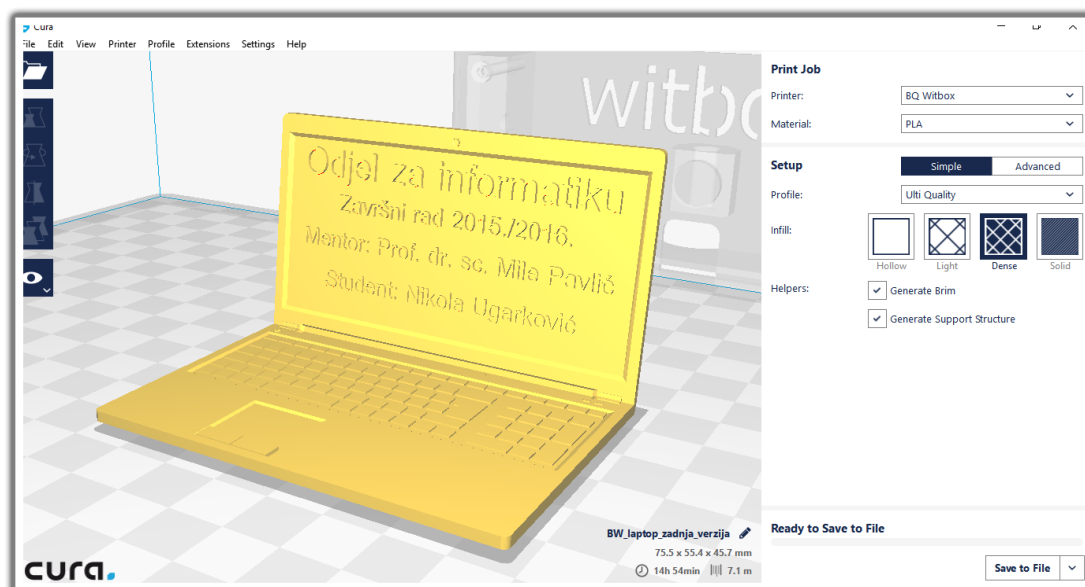 Cura
File Edit View Printer Profile Extensions Settings Help
witbox
Odjel za informatiku
Završni rad 2015./2016.
Mentor: Prof. dr. sc. Mile Pavlić
Student: Nikola Ugarković
BW_laptop_zadnja_verzija
75.5 x 55.4 x 45.7 mm
14h 54min 7.1 m
cura.
Print Job
Printer: BQ Witbox
Material: PLA
Setup Simple Advanced
Profile: Ulti Quality
Infill:
Hollow Light Dense Solid
Helpers: Generate Brim
Generate Support Structure
Ready to Save to File
Save to File